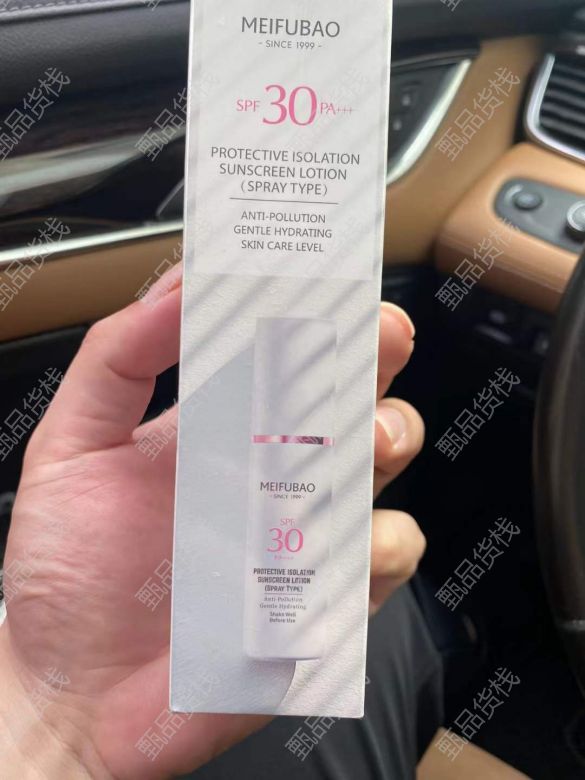 MEIFUBAO
- SINCE 1999 -
SPF 30 PA+++
PROTECTIVE ISOLATION
SUNSCREEN LOTION
(SPRAY TYPE)
ANTI-POLLUTION
GENTLE HYDRATING
SKIN CARE LEVEL
MEIFUBAO
- SINCE 1999 -
SPF
30
PROTECTIVE ISOLATION
SUNSCREEN LOTION
(SPRAY TYPE)
Anti-Pollution
Gentle Hydrating
Shake Well
Before Use
甄品货栈